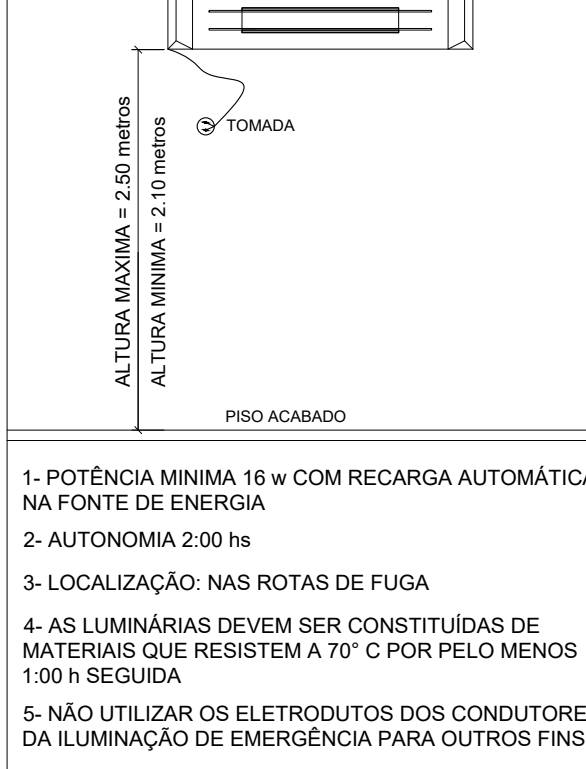 TOMADA
ALTURA MAXIMA = 2.50 metros
ALTURA MINIMA = 2.10 metros
PISO ACABADO
1- POTÊNCIA MINIMA 16 w COM RECARGA AUTOMÁTICA
NA FONTE DE ENERGIA
2- AUTONOMIA 2:00 hs
3- LOCALIZAÇÃO: NAS ROTAS DE FUGA
4- AS LUMINÁRIAS DEVEM SER CONSTITUÍDAS DE
MATERIAIS QUE RESISTEM A 70° C POR PELO MENOS
1:00 h SEGUIDA
5- NÃO UTILIZAR OS ELETRODUTOS DOS CONDUTORE
DA ILUMINAÇÃO DE EMERGÊNCIA PARA OUTROS FINS